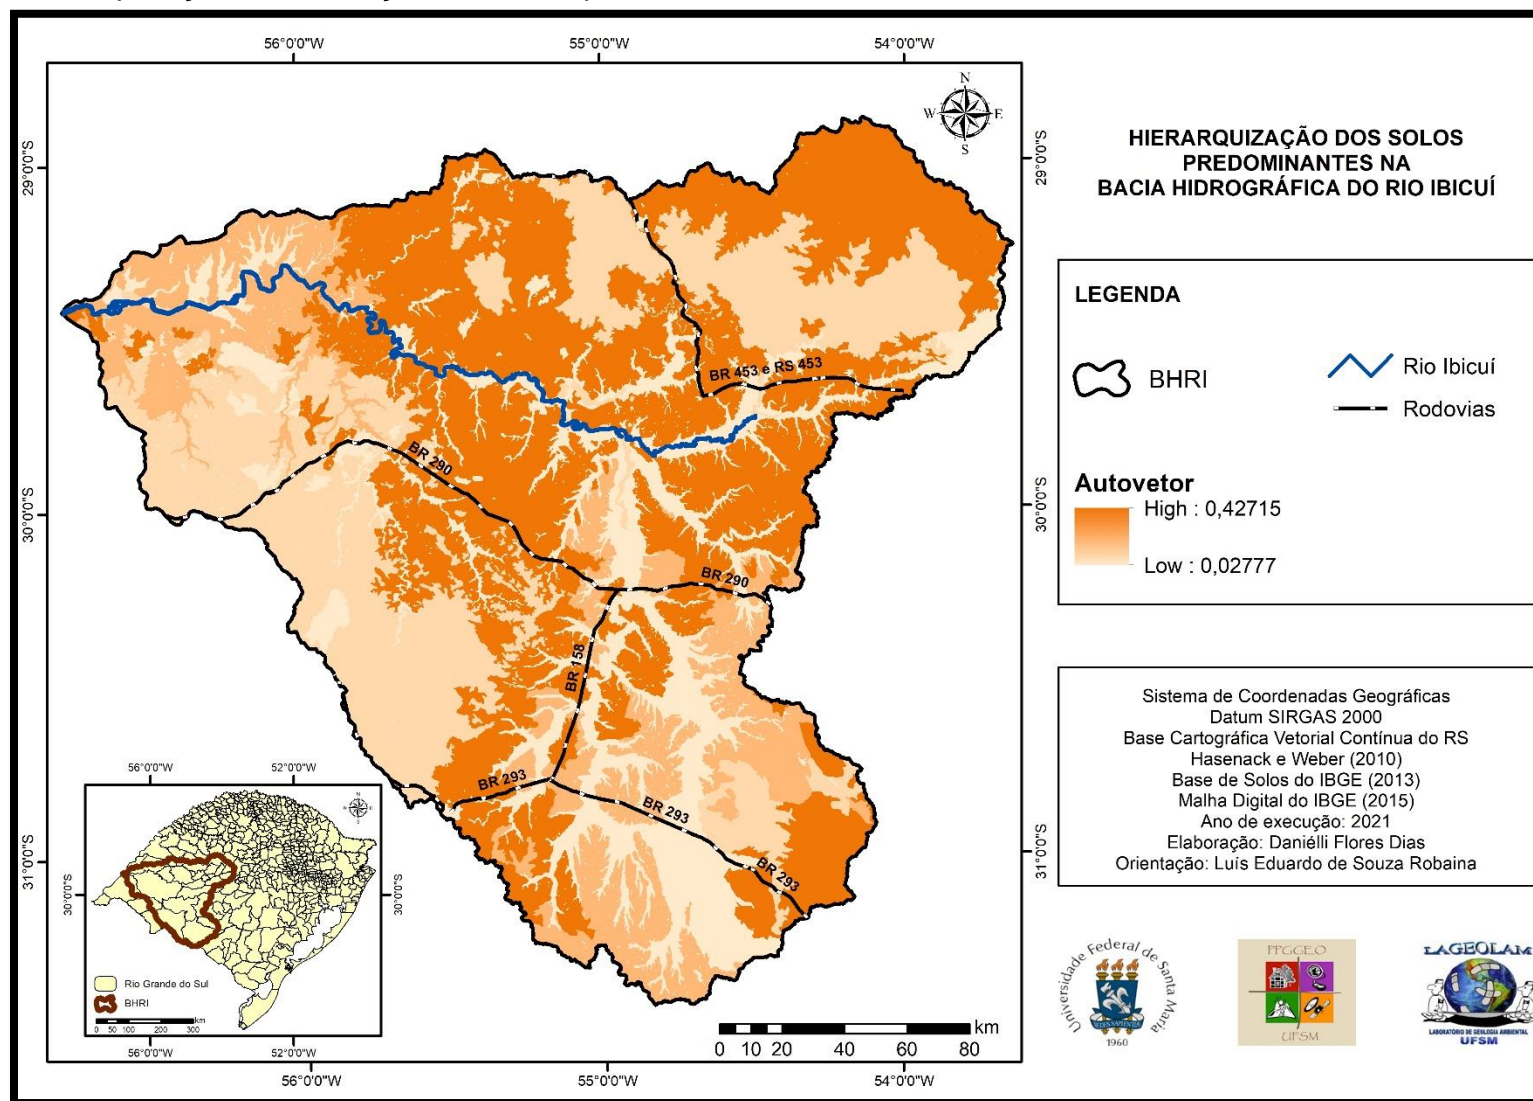 56°0'0"W
55°0'0"W
54°0'0"W
29°0'0"S
29°0'0"S
30°0'0"S
30°0'0"S
31°0'0"S
31°0'0"S
N
W
E
S
BR 453 e RS 453
BR 290
BR 290
BR 158
BR 293
BR 293
BR 293
56°0'0"W
52°0'0"W
30°0'0"S
30°0'0"S
Rio Grande do Sul
BHRI
km
0 50 100 200 300
56°0'0"W
52°0'0"W
km
0 10 20 40 60 80
56°0'0"W
55°0'0"W
54°0'0"W
HIERARQUIZAÇÃO DOS SOLOS
PREDOMINANTES NA
BACIA HIDROGRÁFICA DO RIO IBICUÍ
LEGENDA
BHRI
Rio Ibicuí
Rodovias
Autovetor
High : 0,42715
Low : 0,02777
Sistema de Coordenadas Geográficas
Datum SIRGAS 2000
Base Cartográfica Vetorial Contínua do RS
Hasenack e Weber (2010)
Base de Solos do IBGE (2013)
Malha Digital do IBGE (2015)
Ano de execução: 2021
Elaboração: Daniélli Flores Dias
Orientação: Luís Eduardo de Souza Robaina
Universidade Federal de Santa Maria
SEDES SAPIENTIAE
1960
PPGGEO
UFSM
LAGEOLAM
LABORATÓRIO DE GEOLOGIA AMBIENTAL
UFSM